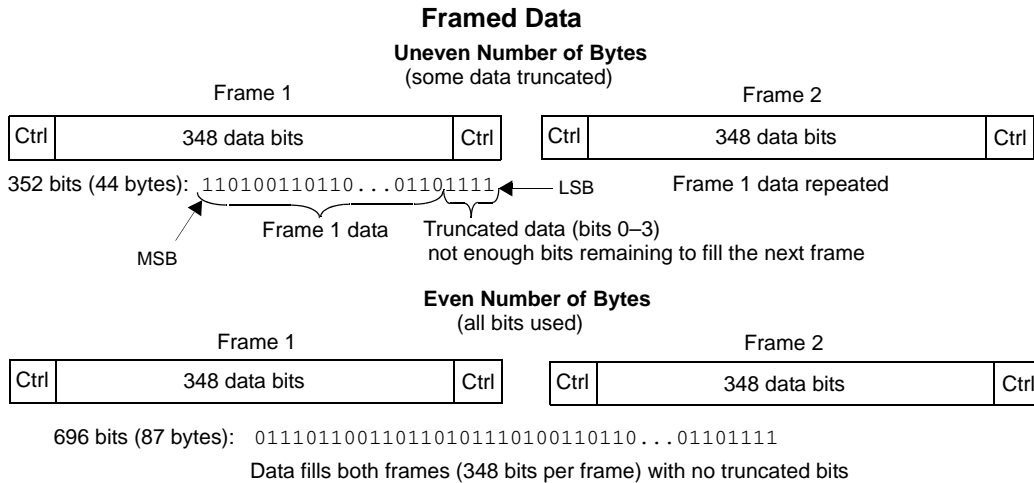 Framed Data
Uneven Number of Bytes
(some data truncated)
Frame 1
Frame 2
Ctrl 348 data bits Ctrl Ctrl 348 data bits Ctrl
352 bits (44 bytes): 110100110110...01101111 LSB Frame 1 data repeated
Frame 1 data Truncated data (bits 0–3)
MSB not enough bits remaining to fill the next frame
Even Number of Bytes
(all bits used)
Frame 1
Frame 2
Ctrl 348 data bits Ctrl Ctrl 348 data bits Ctrl
696 bits (87 bytes): 01110110011011010111010011011 0...01101111
Data fills both frames (348 bits per frame) with no truncated bits